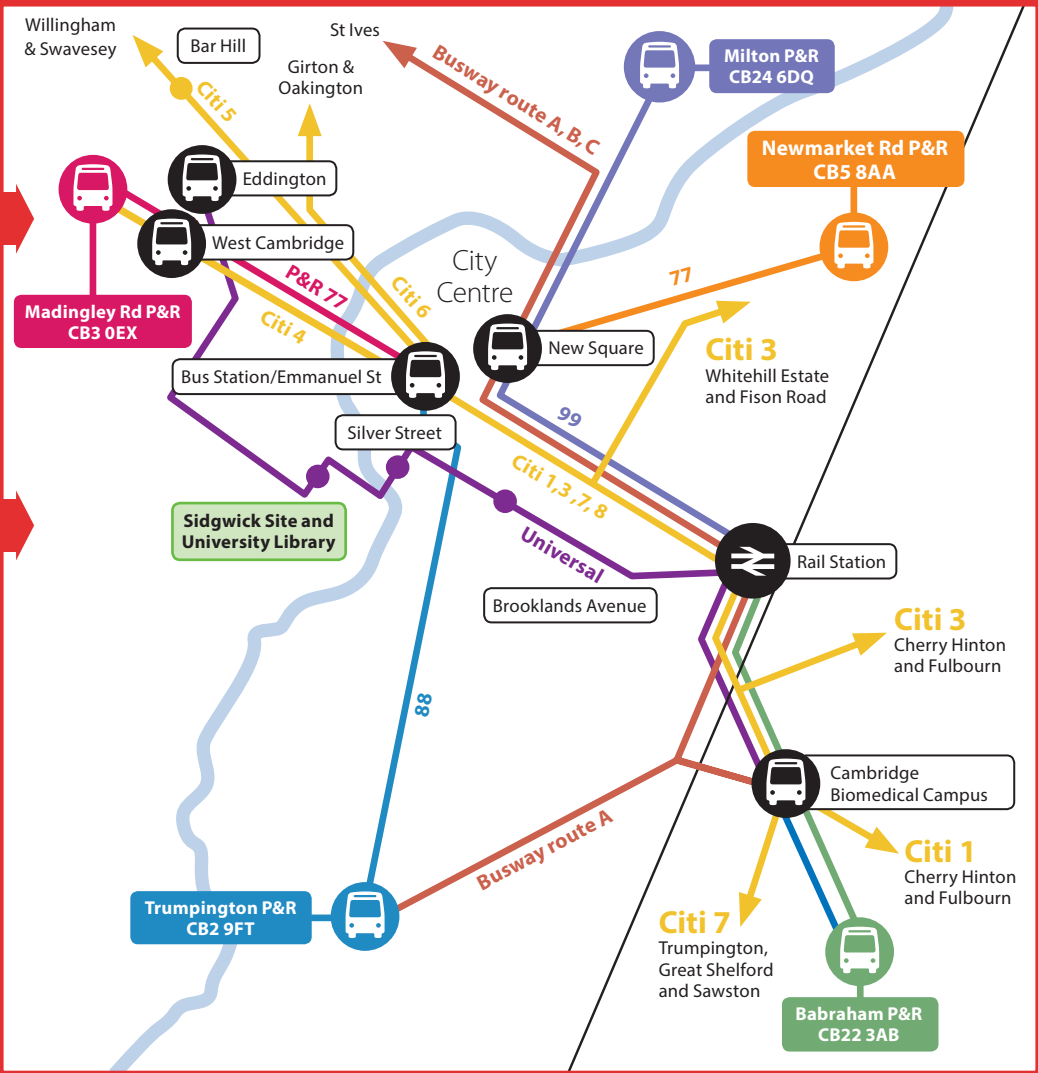 Willingham
& Swavesey
Bar Hill
St Ives
Girton &
Oakington
Citi 5
Busway route A, B, C
Milton P&R
CB24 6DQ
Newmarket Rd P&R
CB5 8AA
Eddington
West Cambridge
City
Centre
77
P&R 77
Citi 6
Madingley Rd P&R
CB3 0EX
Citi 4
New Square
Citi 3
Whitehill Estate
and Fison Road
Bus Station/Emmanuel St
99
Silver Street
Citi 1,3 ,7, 8
Sidgwick Site and
University Library
Universal
Rail Station
Brooklands Avenue
Citi 3
Cherry Hinton
and Fulbourn
88
Cambridge
Biomedical Campus
Busway route A
Citi 1
Cherry Hinton
and Fulbourn
Trumpington P&R
CB2 9FT
Citi 7
Trumpington,
Great Shelford
and Sawston
Babraham P&R
CB22 3AB